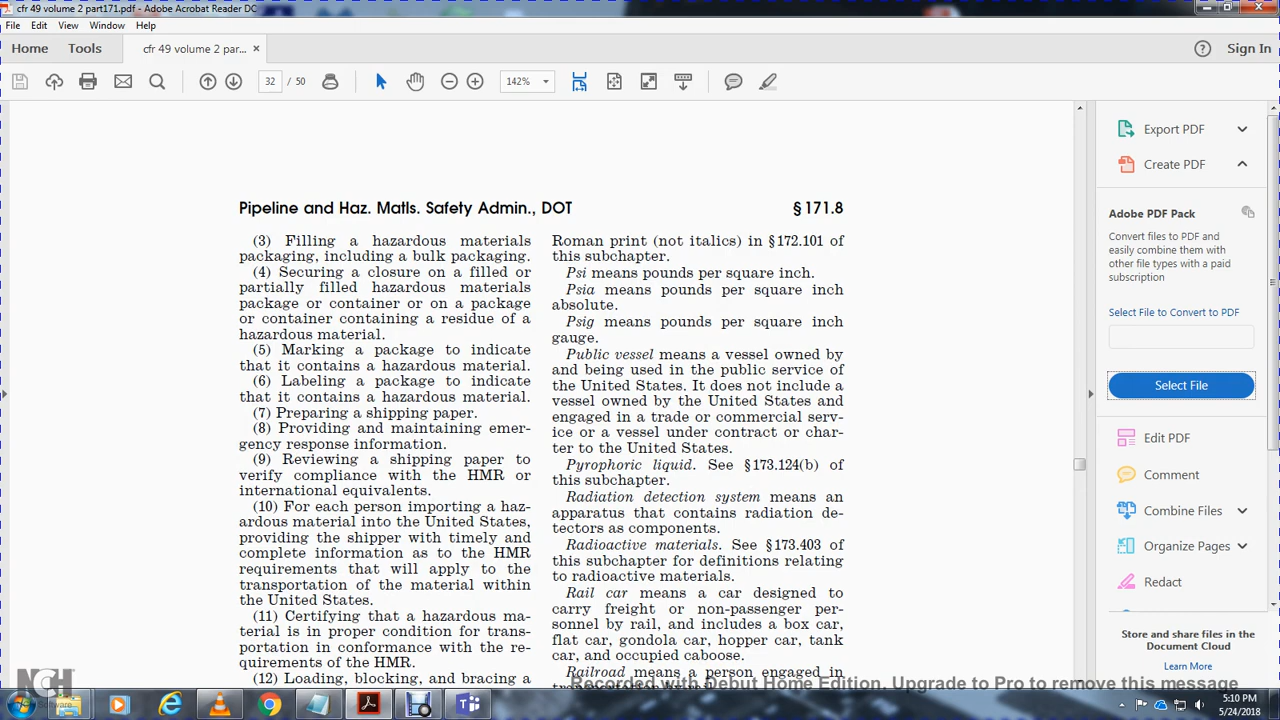 cfr 49 volume 2 part171.pdf - Adobe Acrobat Reader DC
File Edit View Window Help
Home Tools cfr 49 volume 2 par... × Sign In
32 / 50 142%
Pipeline and Haz. Matls. Safety Admin., DOT § 171.8
(3) Filling a hazardous materials
packaging, including a bulk packaging.
(4) Securing a closure on a filled or
partially filled hazardous materials
package or container or on a package
or container containing a residue of a
hazardous material.
(5) Marking a package to indicate
that it contains a hazardous material.
(6) Labeling a package to indicate
that it contains a hazardous material.
(7) Preparing a shipping paper.
(8) Providing and maintaining emer-
gency response information.
(9) Reviewing a shipping paper to
verify compliance with the HMR or
international equivalents.
(10) For each person importing a haz-
ardous material into the United States,
providing the shipper with timely and
complete information as to the HMR
requirements that will apply to the
transportation of the material within
the United States.
(11) Certifying that a hazardous ma-
terial is in proper condition for trans-
portation in conformance with the re-
quirements of the HMR.
(12) Loading, blocking, and bracing a
Roman print (not italics) in §172.101 of
this subchapter.
Psi means pounds per square inch.
Psia means pounds per square inch
absolute.
Psig means pounds per square inch
gauge.
Public vessel means a vessel owned by
and being used in the public service of
the United States. It does not include a
vessel owned by the United States and
engaged in a trade or commercial serv-
ice or a vessel under contract or char-
ter to the United States.
Pyrophoric liquid. See §173.124(b) of
this subchapter.
Radiation detection system means an
apparatus that contains radiation de-
tectors as components.
Radioactive materials. See §173.403 of
this subchapter for definitions relating
to radioactive materials.
Rail car means a car designed to
carry freight or non-passenger per-
sonnel by rail, and includes a box car,
flat car, gondola car, hopper car, tank
car, and occupied caboose.
Railroad means a person engaged in
Export PDF
Create PDF
Adobe PDF Pack
Convert files to PDF and
easily combine them with
other file types with a paid
subscription
Select File to Convert to PDF
Select File
Edit PDF
Comment
Combine Files
Organize Pages
Redact
Store and share files in the
Document Cloud
Learn More
NCH
Software
Recorded with Debut Home Edition. Upgrade to Pro to remove this message
5:10 PM
5/24/2018